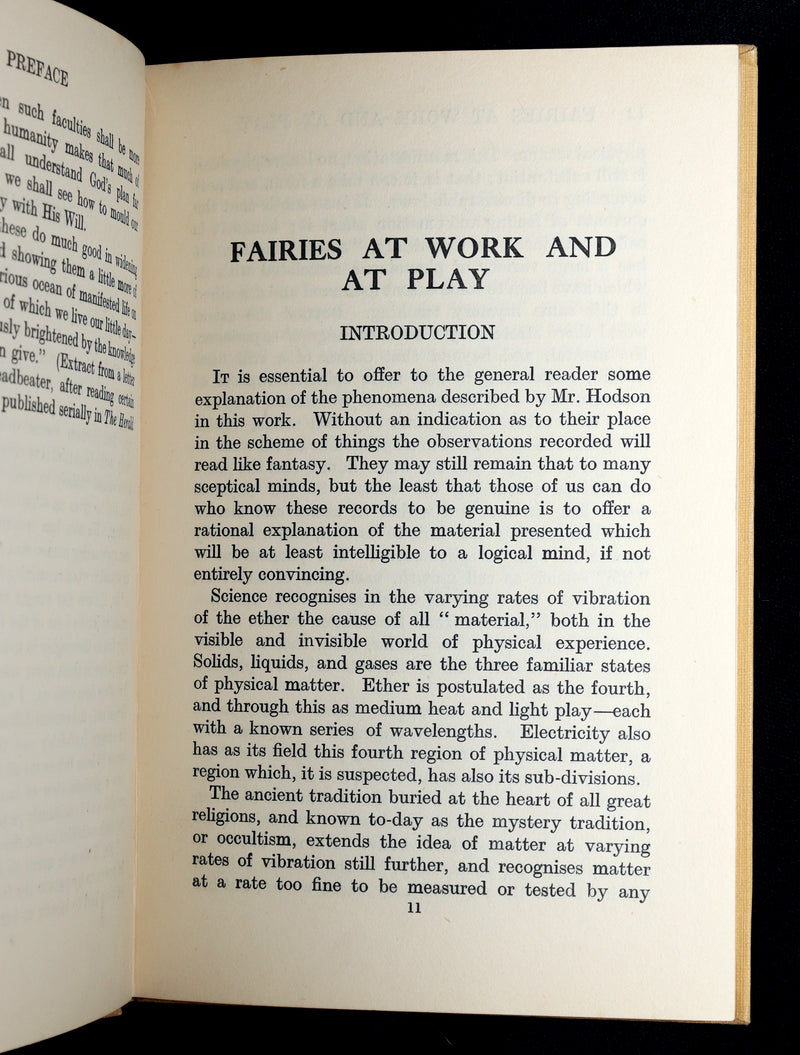 PREFACE
such faculties shall be more
humanity makes that much of
all understand God's plan for
we shall see how to mould our
with His Will.
these do much good in widening
showing them a little more of
ocean of manifested life on
of which we live our little day—
brightened by the knowledge
give." (Extract from a letter
after reading certain
published serially in The Herald
FAIRIES AT WORK AND
AT PLAY
INTRODUCTION
It is essential to offer to the general reader some
explanation of the phenomena described by Mr. Hodson
in this work. Without an indication as to their place
in the scheme of things the observations recorded will
read like fantasy. They may still remain that to many
sceptical minds, but the least that those of us can do
who know these records to be genuine is to offer a
rational explanation of the material presented which
will be at least intelligible to a logical mind, if not
entirely convincing.
Science recognises in the varying rates of vibration
of the ether the cause of all "material," both in the
visible and invisible world of physical experience.
Solids, liquids, and gases are the three familiar states
of physical matter. Ether is postulated as the fourth,
and through this as medium heat and light play—each
with a known series of wavelengths. Electricity also
has as its field this fourth region of physical matter, a
region which, it is suspected, has also its sub-divisions.
The ancient tradition buried at the heart of all great
religions, and known to-day as the mystery tradition,
or occultism, extends the idea of matter at varying
rates of vibration still further, and recognises matter
at a rate too fine to be measured or tested by any
11